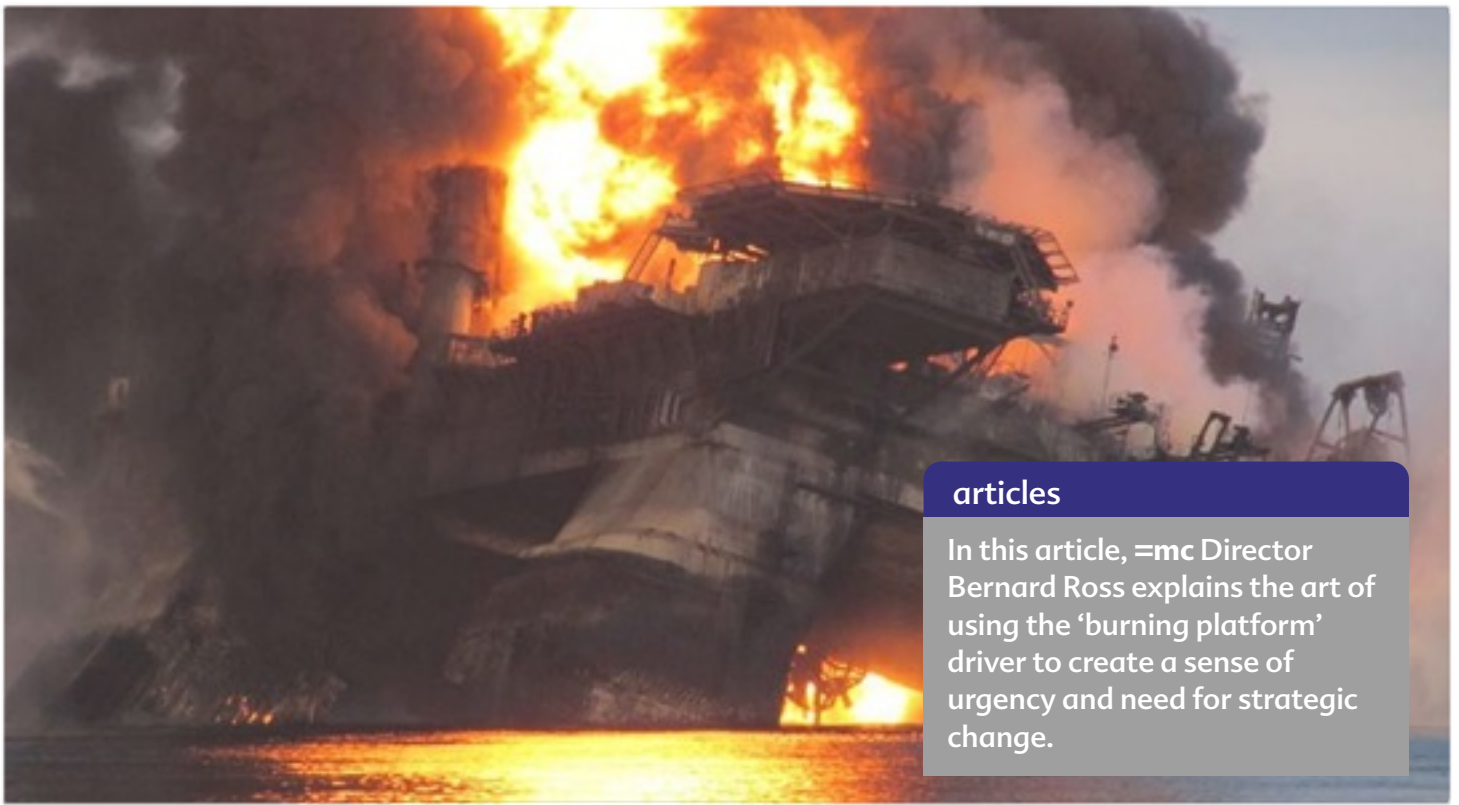 articles
In this article, =mc Director
Bernard Ross explains the art of
using the ‘burning platform’
driver to create a sense of
urgency and need for strategic
change.